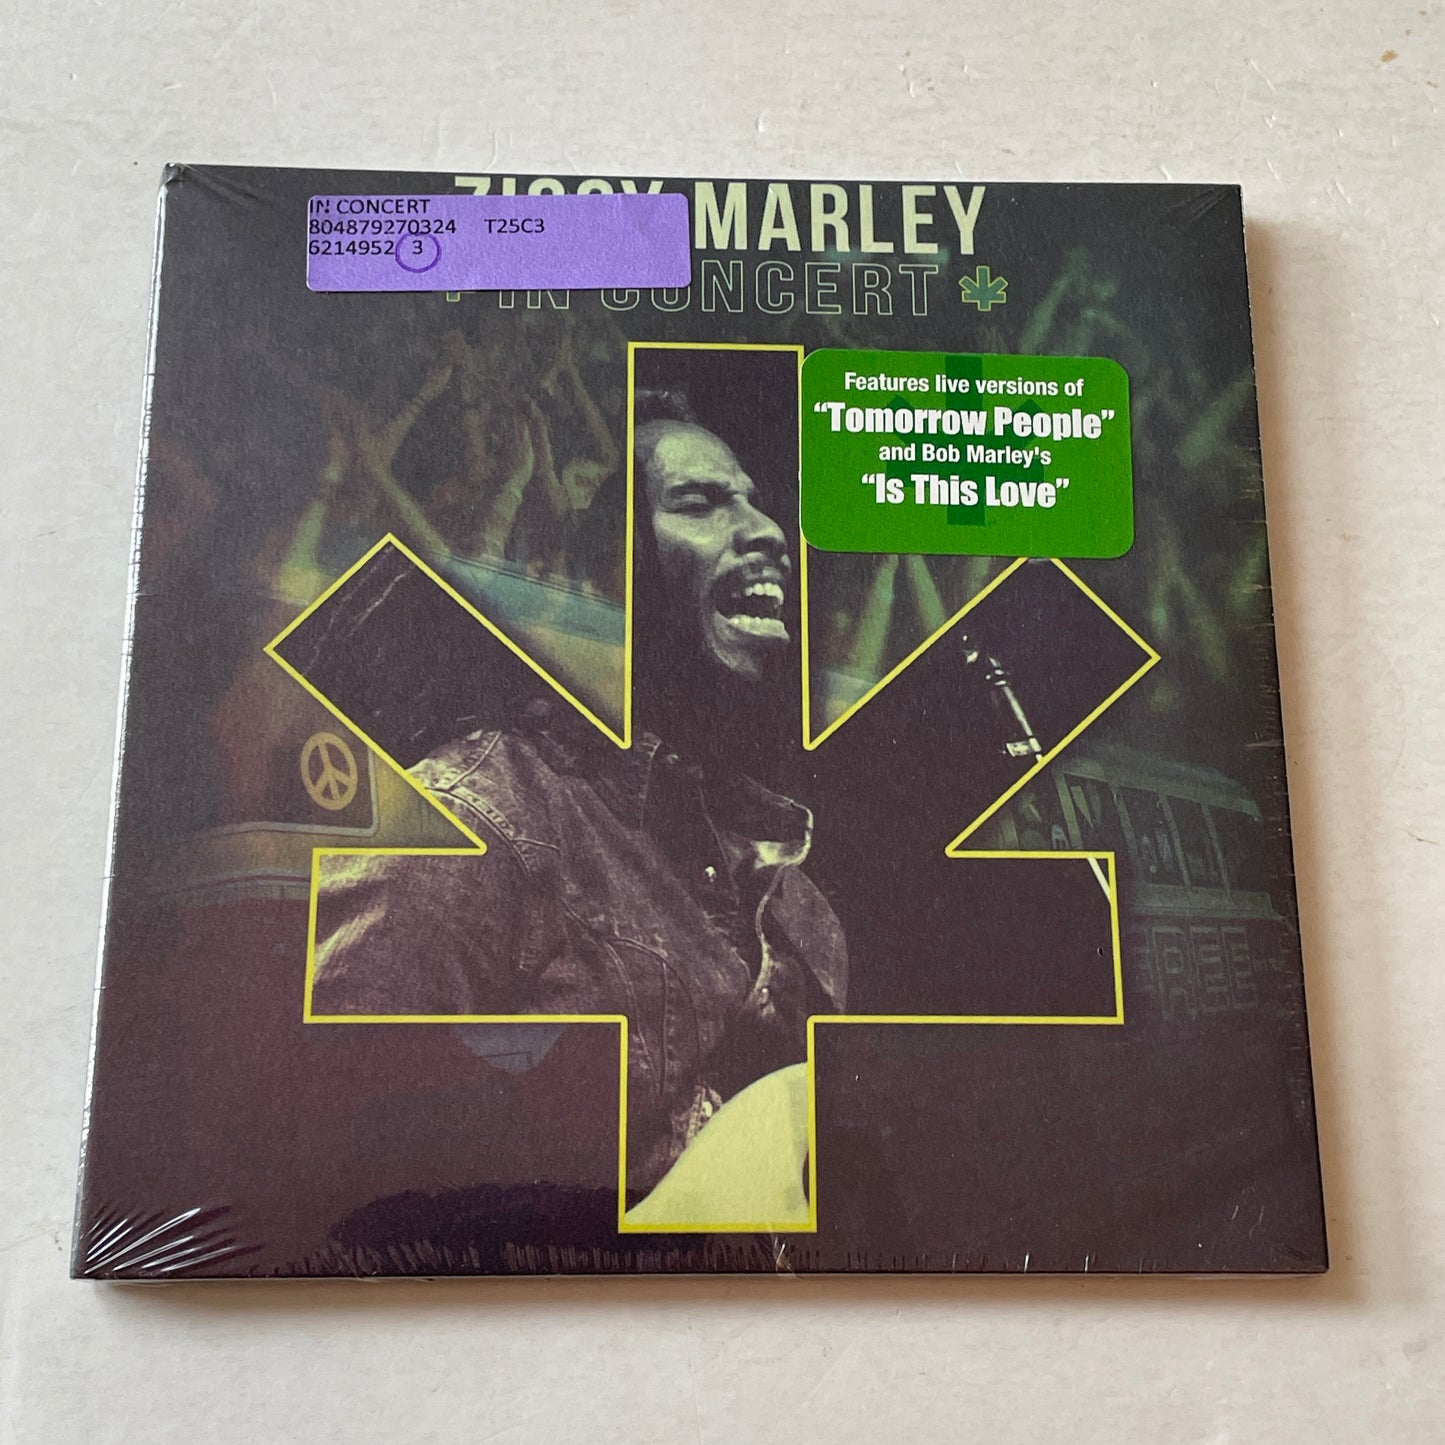 MARLEY
IN CONCERT
IN CONCERT
804879270324 T25C3
6214952 3
Features live versions of
“Tomorrow People”
and Bob Marley's
“Is This Love”